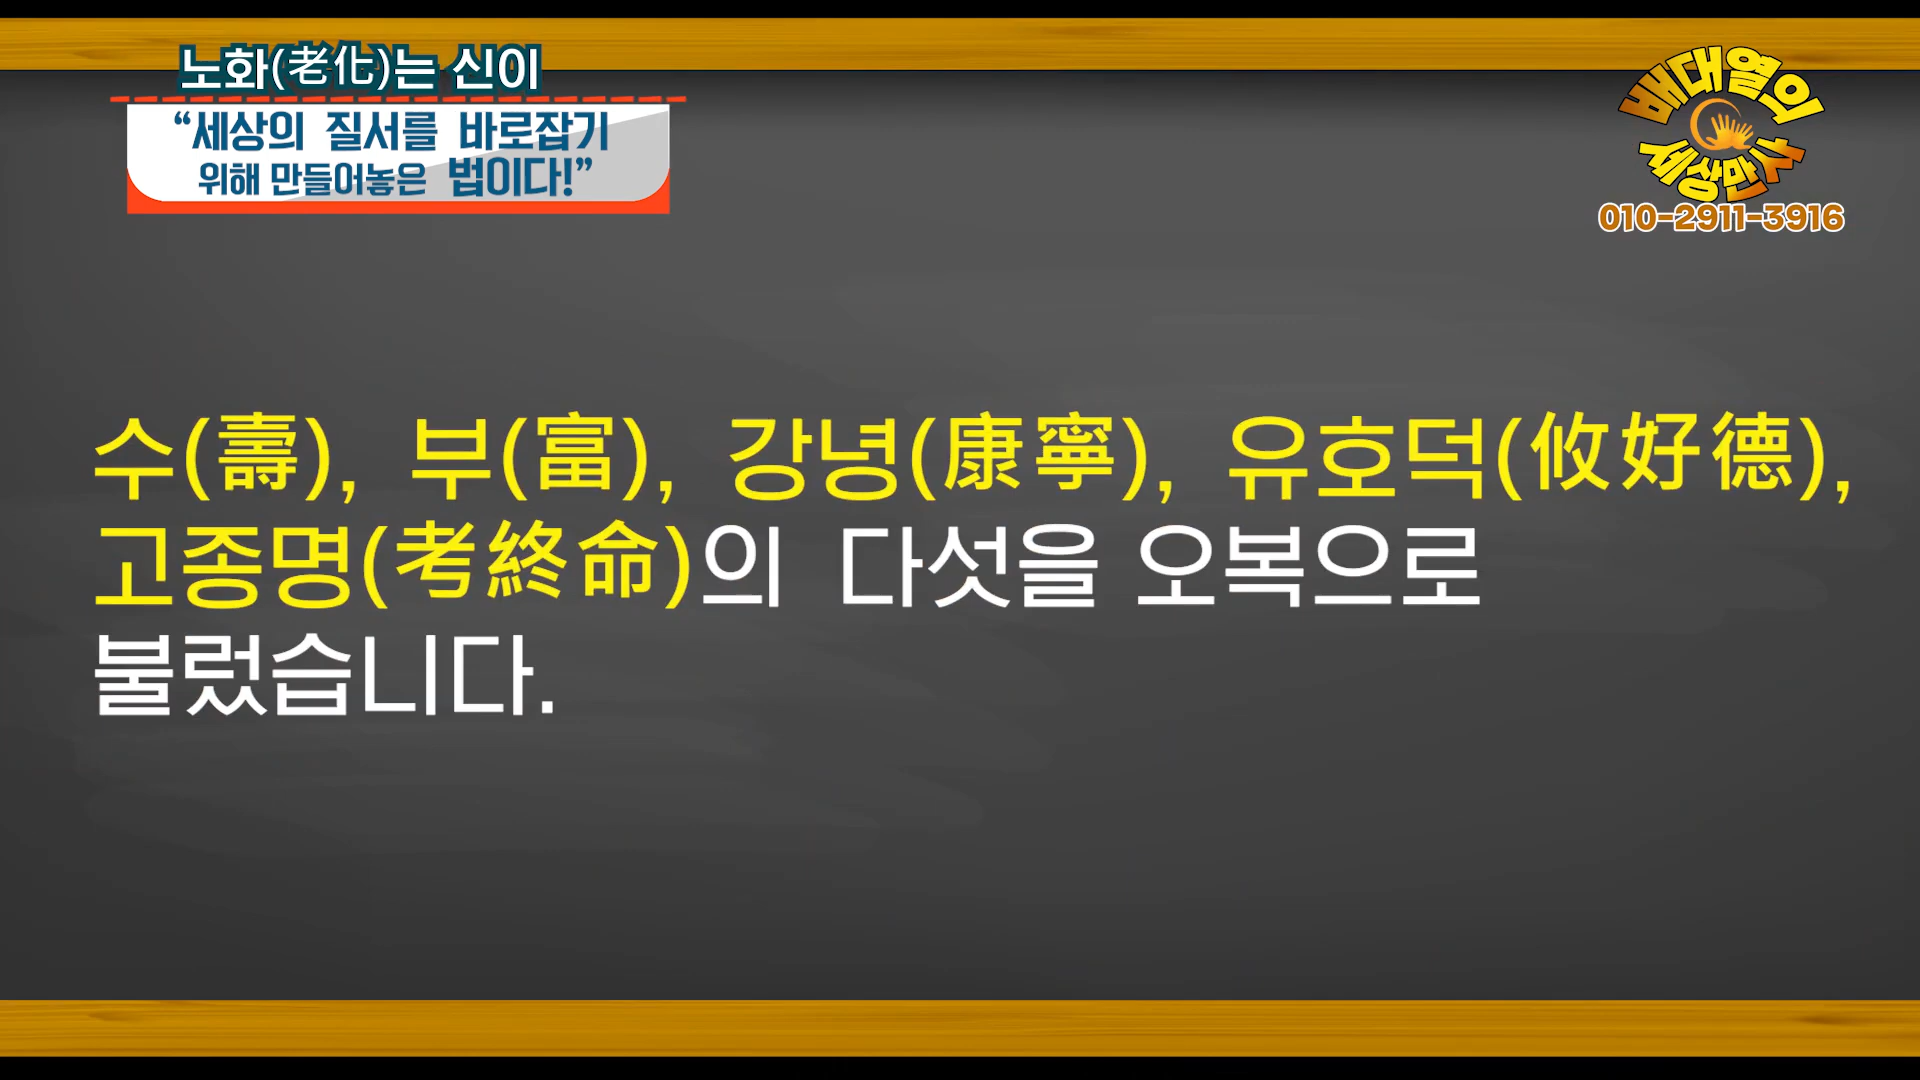 노화(老化)는 신이
“세상의 질서를 바로잡기
위해 만들어놓은 법이다!”
배대열의
세상만사
010-2911-3916
수(壽), 부(富), 강녕(康寧), 유호덕(攸好德),
고종명(考終命)의 다섯을 오복으로
불렀습니다.